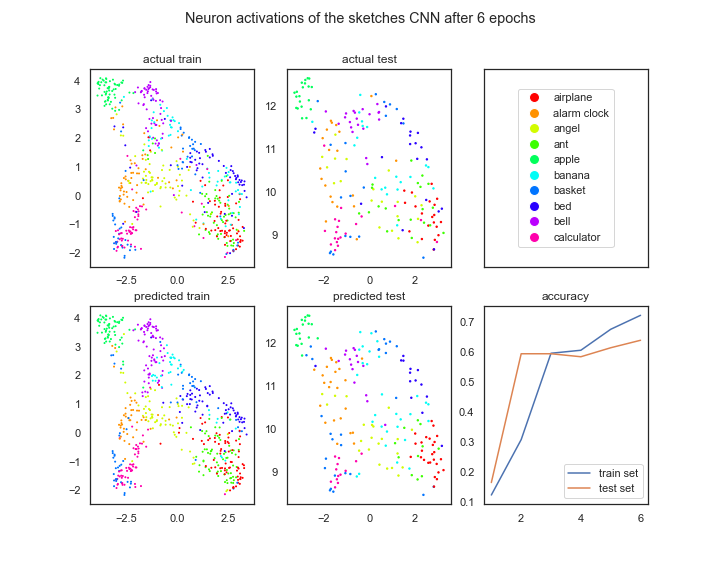 Neuron activations of the sketches CNN after 6 epochs
actual train
actual test
4
3
2
1
0
−1
−2
−2.5
0.0
2.5
12
11
10
9
−2
0
2
airplane
alarm clock
angel
ant
apple
banana
basket
bed
bell
calculator
predicted train
predicted test
accuracy
4
3
2
1
0
−1
−2
−2.5
0.0
2.5
12
11
10
9
−2
0
2
0.7
0.6
0.5
0.4
0.3
0.2
0.1
2
4
6
train set
test set